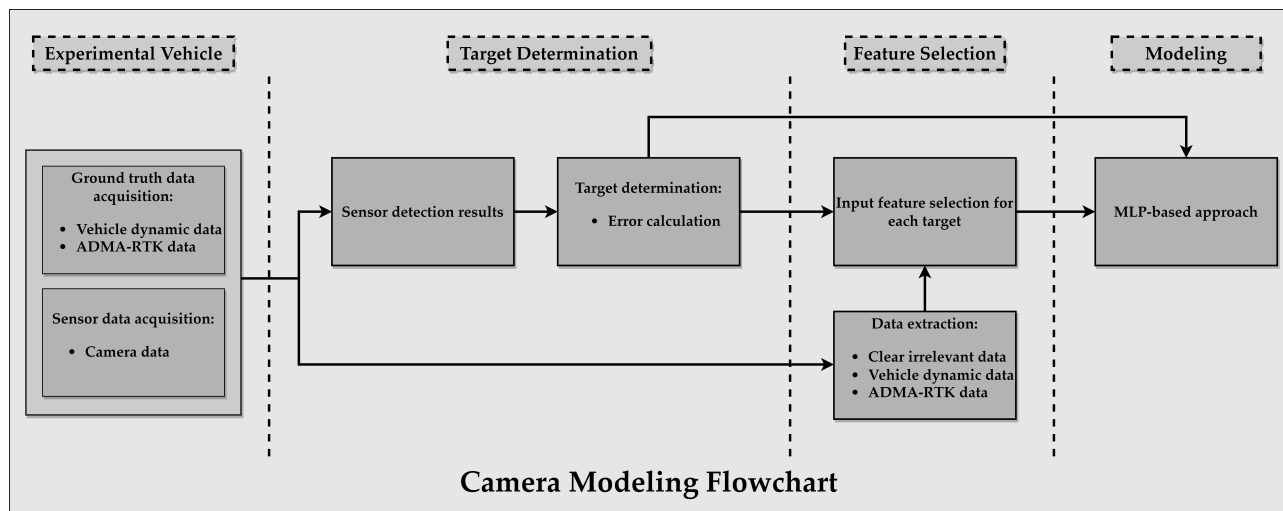 Experimental Vehicle
Target Determination
Feature Selection
Modeling
Ground truth data
acquisition:
• Vehicle dynamic data
• ADMA-RTK data
Sensor data acquisition:
• Camera data
Sensor detection results
Target determination:
• Error calculation
Input feature selection for
each target
Data extraction:
• Clear irrelevant data
• Vehicle dynamic data
• ADMA-RTK data
MLP-based approach
Camera Modeling Flowchart